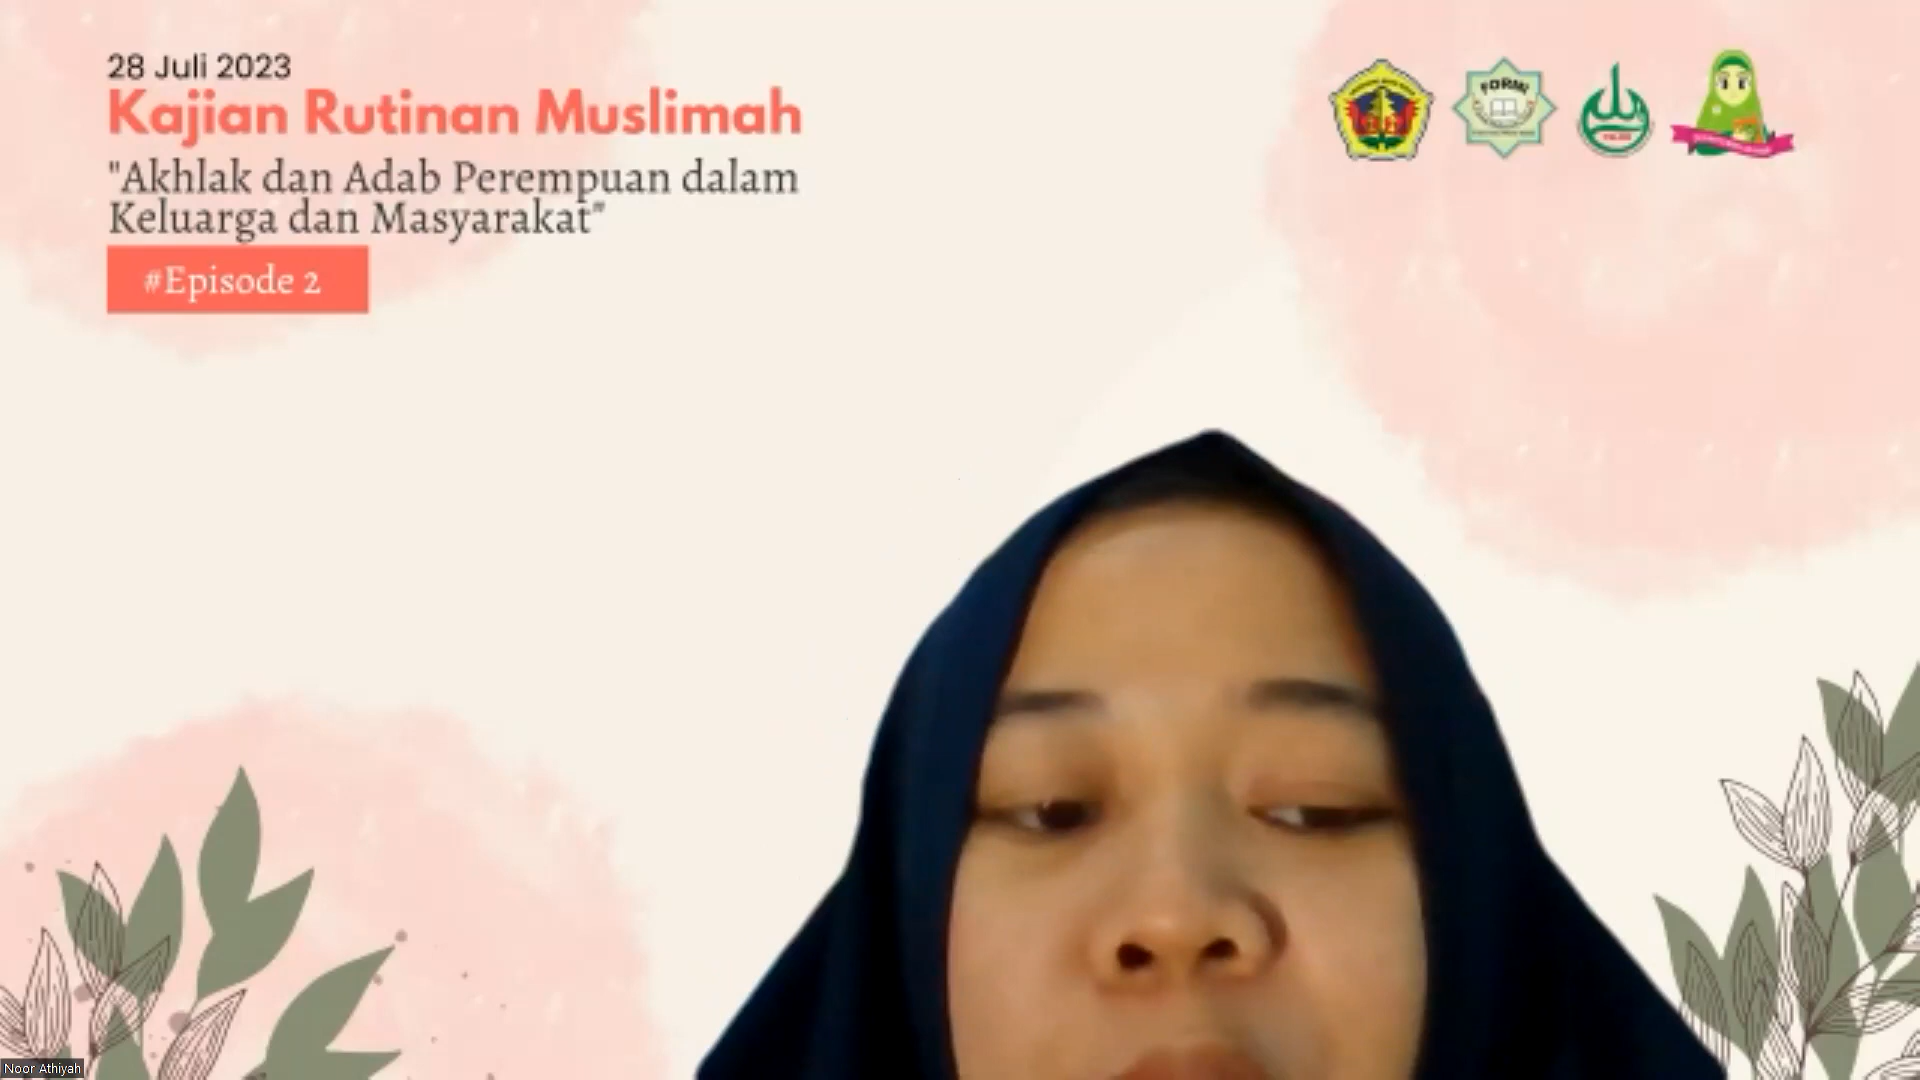 28 Juli 2023
Kajian Rutinan Muslimah
"Akhlak dan Adab Perempuan dalam
Keluarga dan Masyarakat"
#Episode 2
FORMI
Noor Athiyah